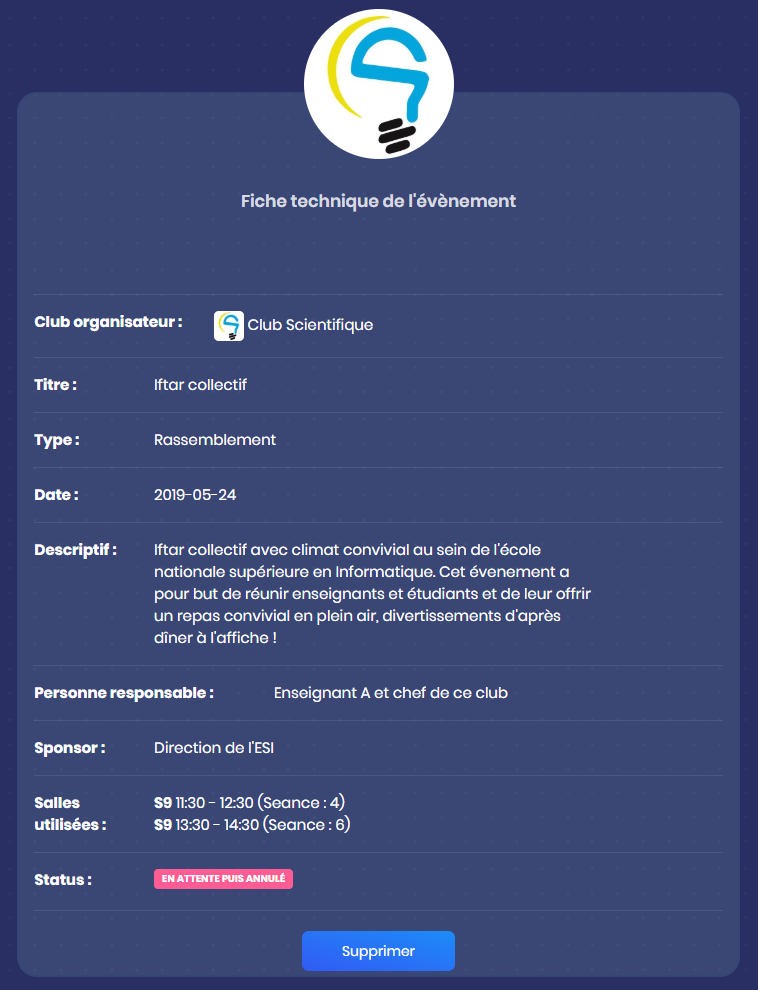 Fiche technique de l'évènement
Club organisateur : Club Scientifique
Titre : Iftar collectif
Type : Rassemblement
Date : 2019-05-24
Descriptif : Iftar collectif avec climat convivial au sein de l'école
nationale supérieure en Informatique. Cet évenement a
pour but de réunir enseignants et étudiants et de leur offrir
un repas convivial en plein air, divertissements d'après
dîner à l'affiche !
Personne responsable : Enseignant A et chef de ce club
Sponsor : Direction de l'ESI
Salles S9 11:30 - 12:30 (Seance : 4)
utilisées : S9 13:30 - 14:30 (Seance : 6)
Status : EN ATTENTE PUIS ANNULÉ
Supprimer